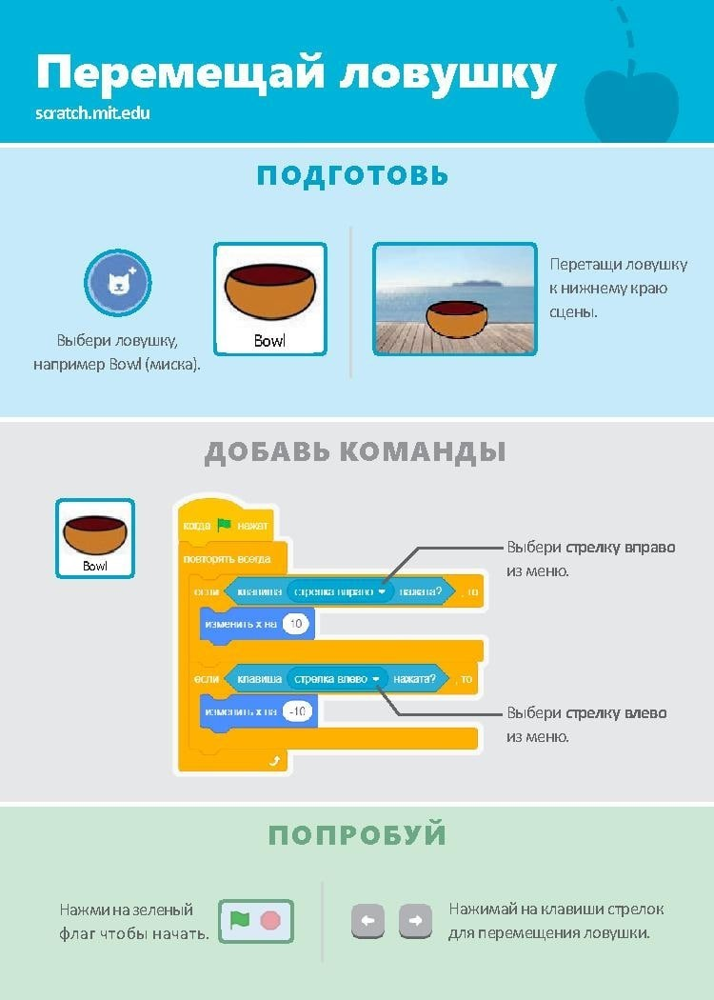 Перемещай ловушку
scratch.mit.edu
ПОДГОТОВЬ
Выбери ловушку,
например Bowl (миска).
Bowl
Перетащи ловушку
к нижнему краю
сцены.
ДОБАВЬ КОМАНДЫ
Bowl
когда нажат
повторять всегда
если клавиша стрелка вправо нажата? , то
изменить х на 10
если клавиша стрелка влево нажата? , то
изменить х на -10
Выбери стрелку вправо
из меню.
Выбери стрелку влево
из меню.
ПОПРОБУЙ
Нажми на зеленый
флаг чтобы начать.
Нажимай на клавиши стрелок
для перемещения ловушки.